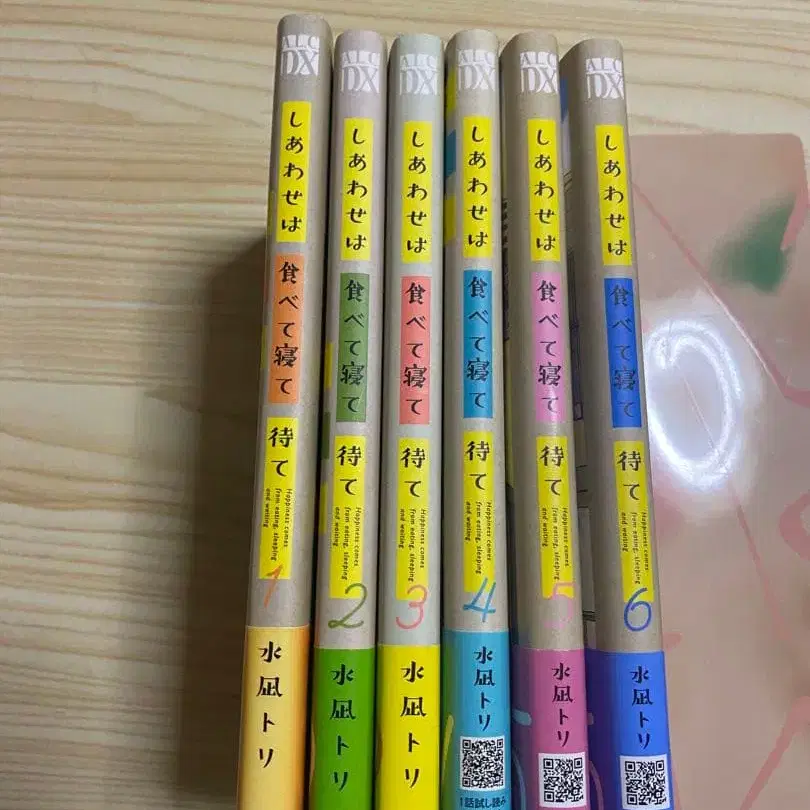 A.L.C.
DX
しあわせは
食べて寝て
待て
Happiness comes
from eating, sleeping
and waiting
1
水凪トリ
A.L.C.
DX
しあわせは
食べて寝て
待て
Happiness comes
from eating, sleeping
and waiting
2
水凪トリ
A.L.C.
DX
しあわせは
食べて寝て
待て
Happiness comes
from eating, sleeping
and waiting
3
水凪トリ
A.L.C.
DX
しあわせは
食べて寝て
待て
Happiness comes
from eating, sleeping
and waiting
4
水凪トリ
1話試し読み
A.L.C.
DX
しあわせは
食べて寝て
待て
Happiness comes
from eating, sleeping
and waiting
5
水凪トリ
A.L.C.
DX
しあわせは
食べて寝て
待て
Happiness comes
from eating, sleeping
and waiting
6
水凪トリ